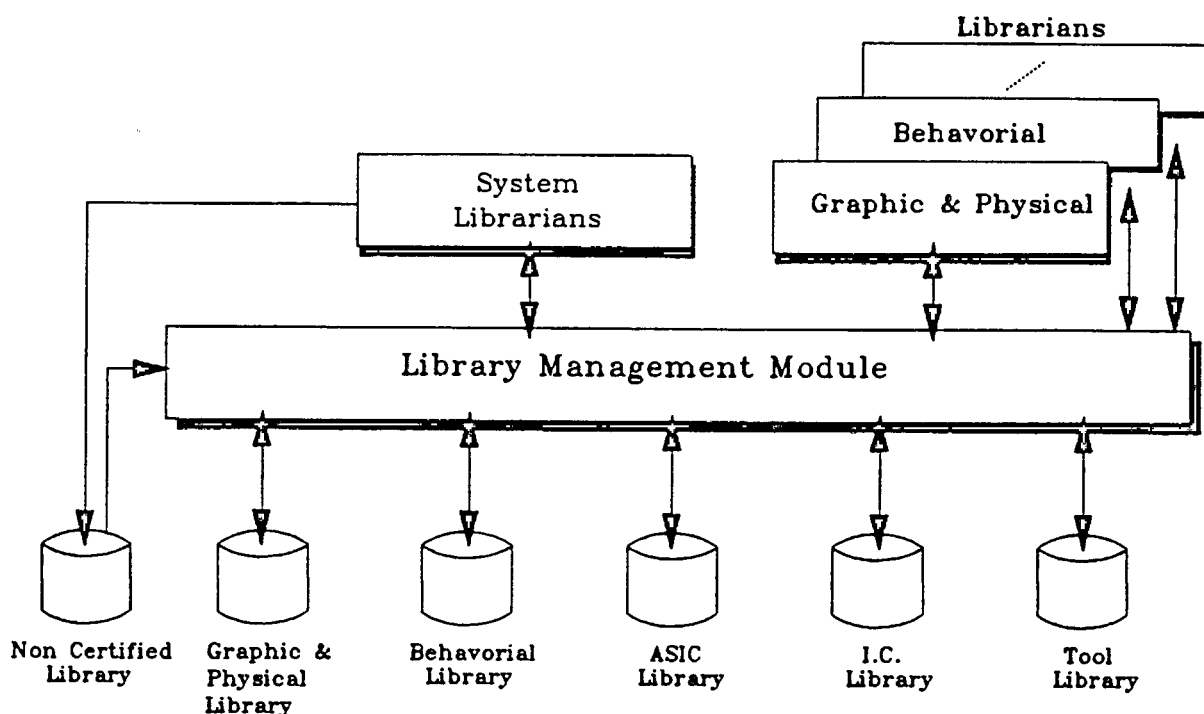 Librarians
Behavorial
System
Librarians
Graphic & Physical
Library Management Module
Non Certified
Library
Graphic &
Physical
Library
Behavorial
Library
ASIC
Library
I.C.
Library
Tool
Library